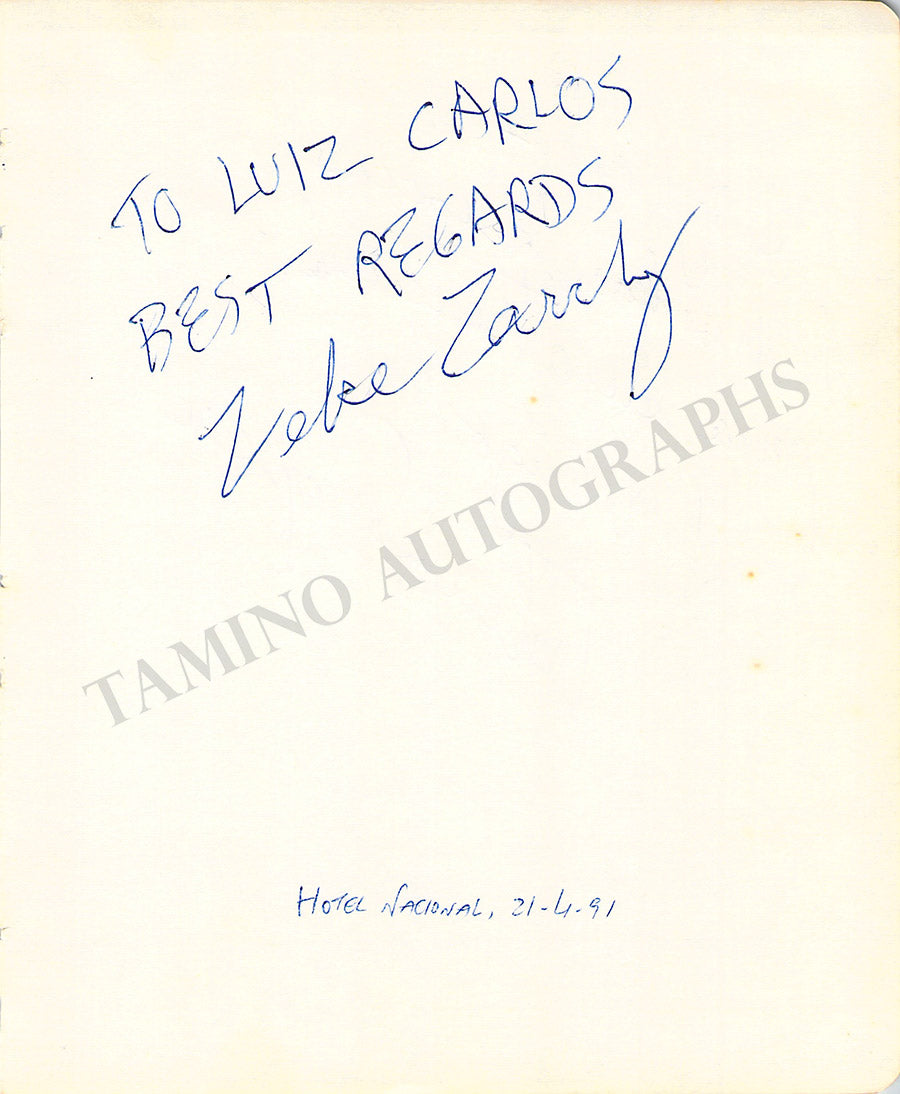 TO LUIZ CARLOS
BEST REGARDS
Zeke Zarchy
TAMINO AUTOGRAPHS
HOTEL NACIONAL, 21-4-91